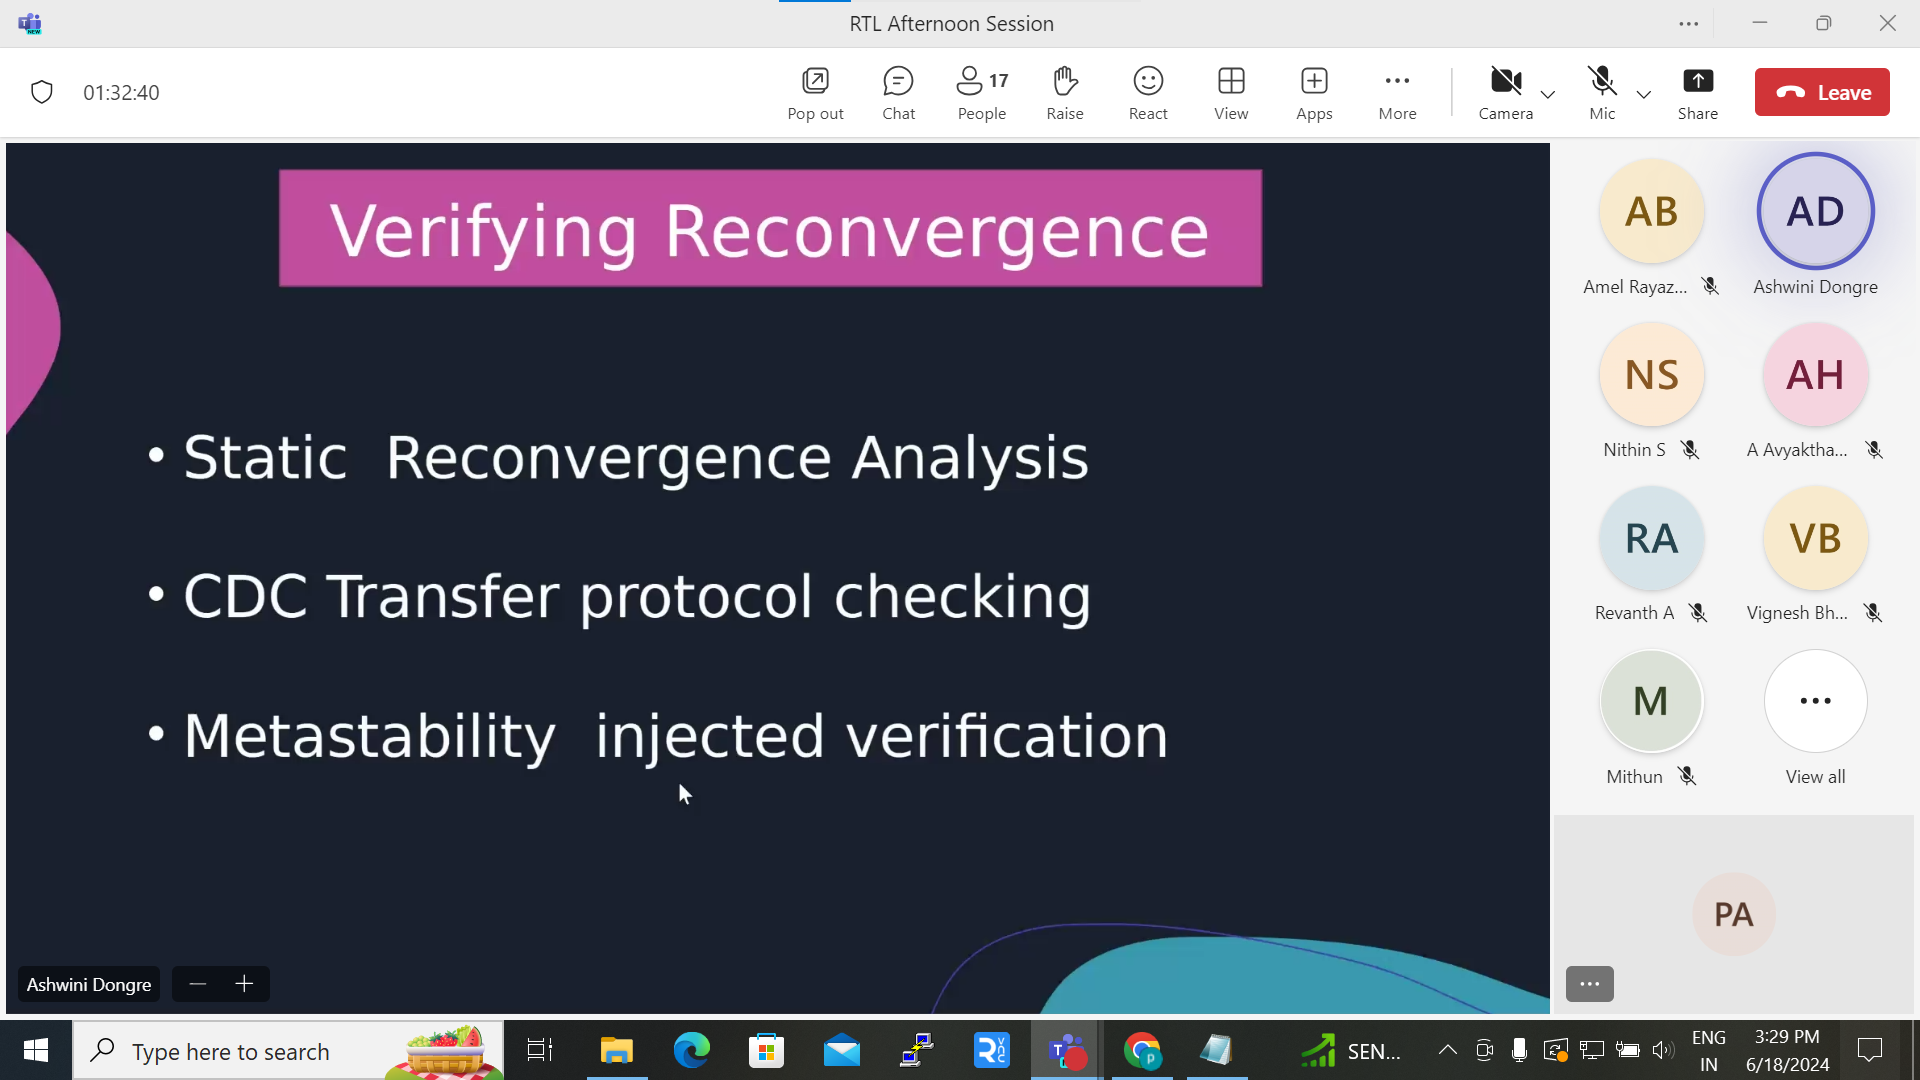 RTL Afternoon Session
NEW
01:32:40
Pop out
Chat
17
People
Raise
React
View
Apps
More
Camera
Mic
Share
Leave
Verifying Reconvergence
• Static Reconvergence Analysis
• CDC Transfer protocol checking
• Metastability injected verification
Ashwini Dongre
AB
Amel Rayaz...
AD
Ashwini Dongre
NS
Nithin S
AH
A Avyaktha...
RA
Revanth A
VB
Vignesh Bh...
M
Mithun
View all
PA
Type here to search
SEN...
ENG
IN
3:29 PM
6/18/2024